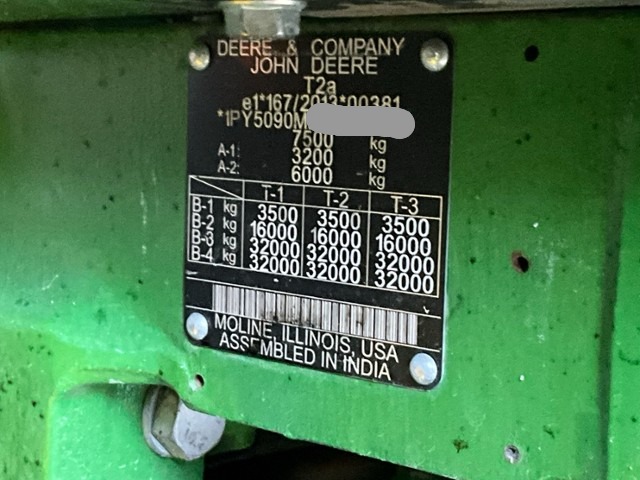 DEERE & COMPANY
JOHN DEERE
T2a
e1*167/2013*00381
*1PY5090M
7500 kg
A-1: 3200 kg
A-2: 6000 kg
T-1 T-2 T-3
B-1 kg 3500 3500 3500
B-2 kg 16000 16000 16000
B-3 kg 32000 32000 32000
B-4 kg 32000 32000 32000
MOLINE, ILLINOIS, USA
ASSEMBLED IN INDIA